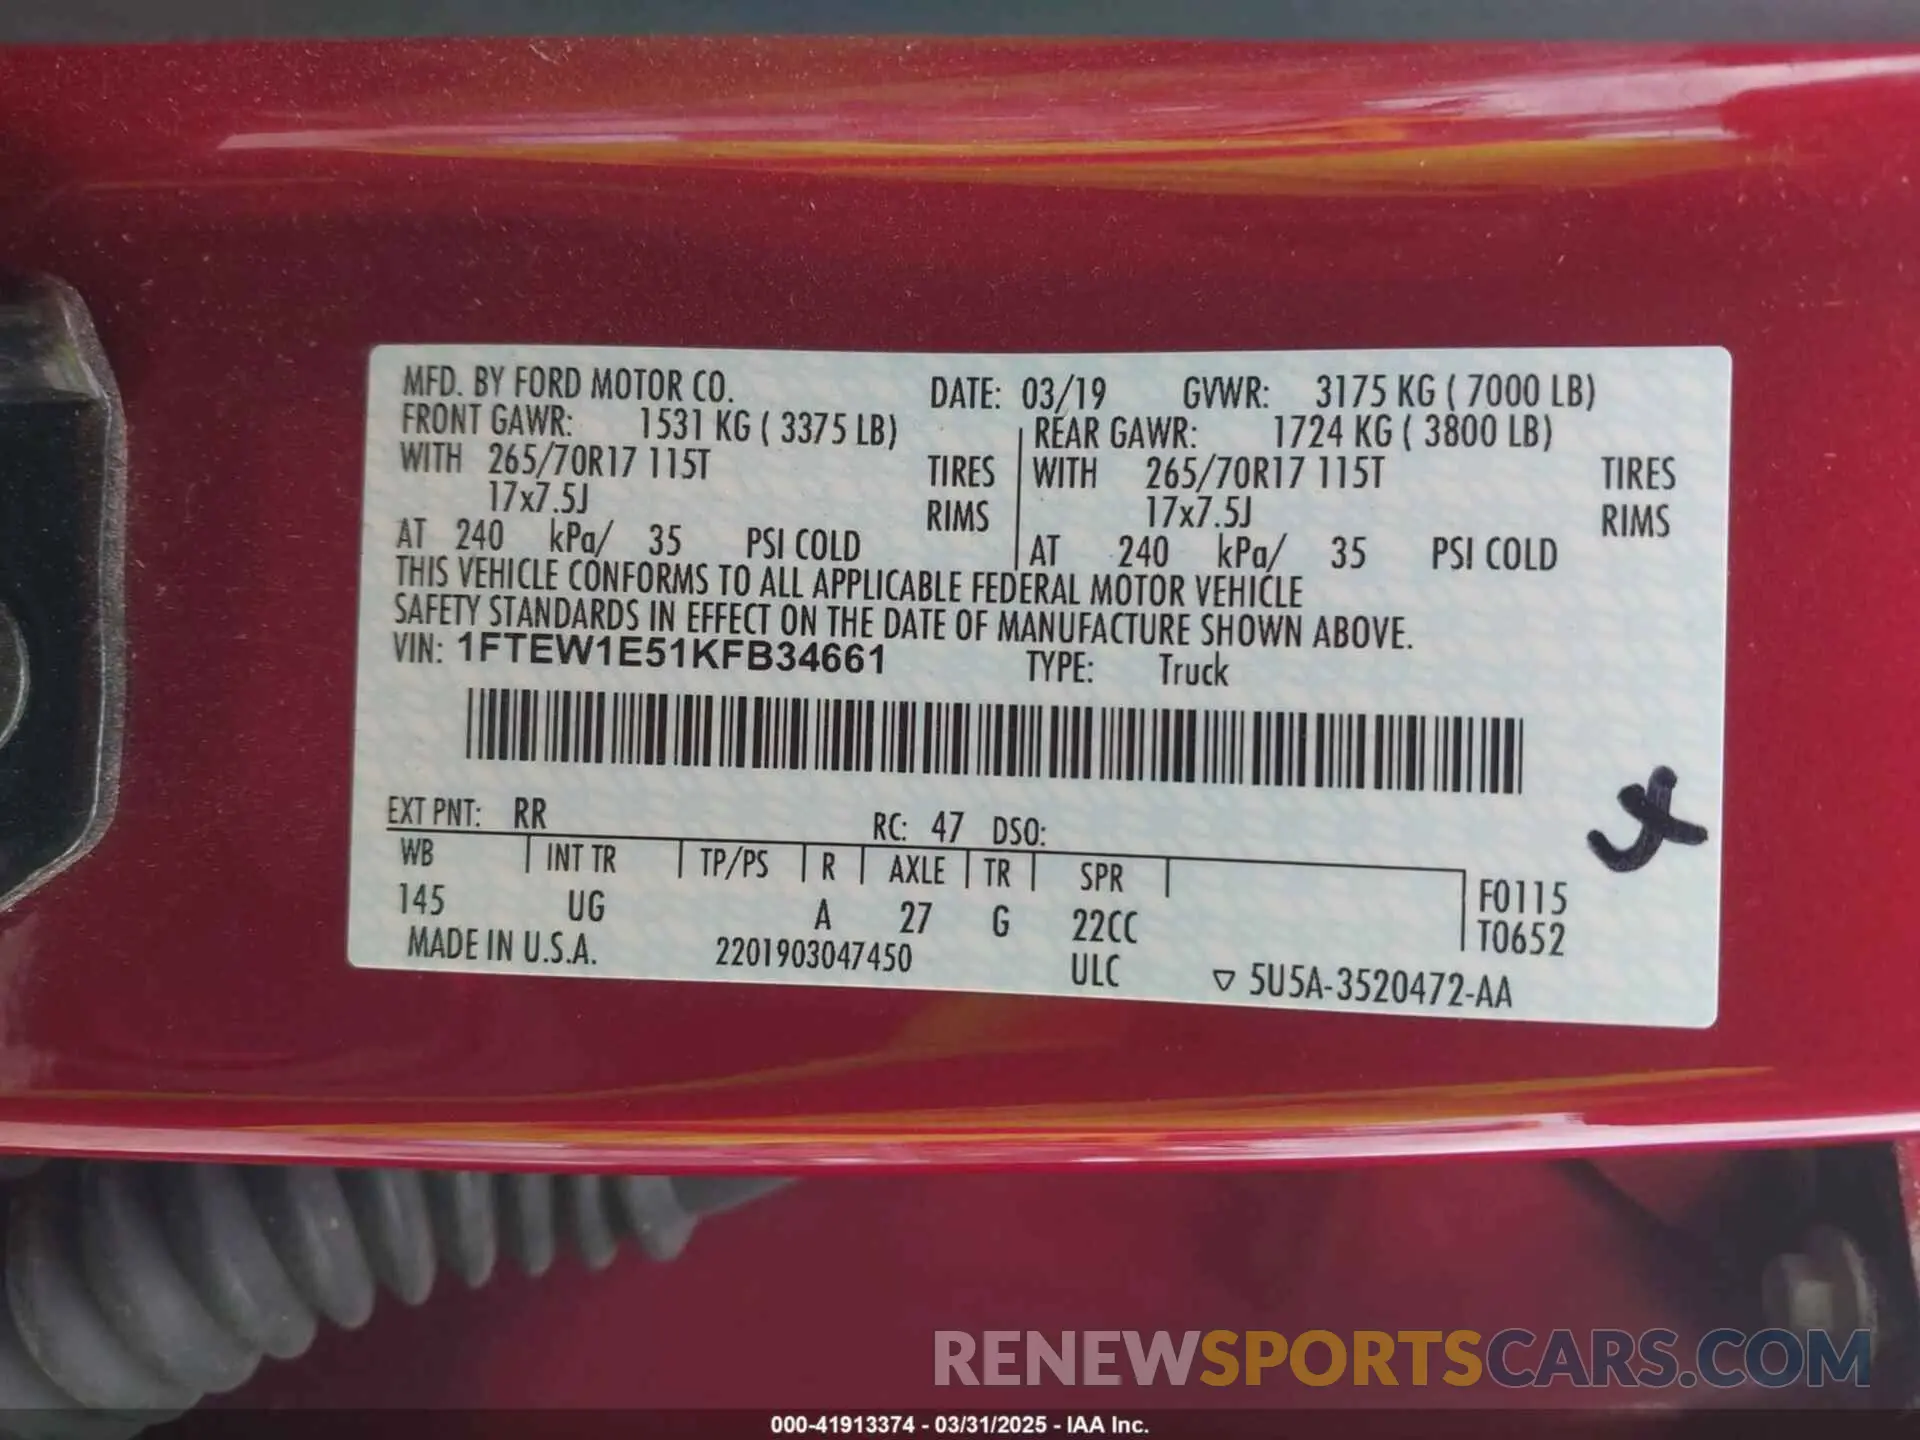 MFD. BY FORD MOTOR CO. DATE: 03/19 GVWR: 3175 KG ( 7000 LB)
FRONT GAWR: 1531 KG ( 3375 LB) REAR GAWR: 1724 KG ( 3800 LB)
WITH 265/70R17 115T TIRES WITH 265/70R17 115T TIRES
17x7.5J RIMS 17x7.5J RIMS
AT 240 kPa/ 35 PSI COLD AT 240 kPa/ 35 PSI COLD
THIS VEHICLE CONFORMS TO ALL APPLICABLE FEDERAL MOTOR VEHICLE
SAFETY STANDARDS IN EFFECT ON THE DATE OF MANUFACTURE SHOWN ABOVE.
VIN: 1FTEW1E51KFB34661 TYPE: Truck
EXT PNT: RR RC: 47 DSO:
WB INT TR TP/PS R AXLE TR SPR F0115
145 UG A 27 G 22CC T0652
MADE IN U.S.A. 2201903047450 ULC ▽ 5U5A-3520472-AA
RENEWSPORTSCARS.COM
000-41913374 - 03/31/2025 - IAA Inc.